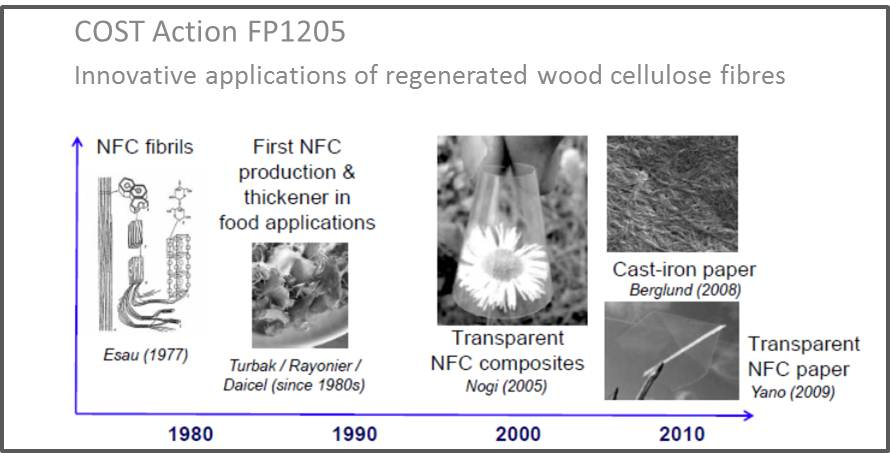 COST Action FP1205
Innovative applications of regenerated wood cellulose fibres
NFC fibrils
Esau (1977)
First NFC
production &
thickener in
food applications
Turbak / Rayonier /
Daicel (since 1980s)
Transparent
NFC composites
Nogi (2005)
Cast-iron paper
Berglund (2008)
Transparent
NFC paper
Yano (2009)
1980
1990
2000
2010